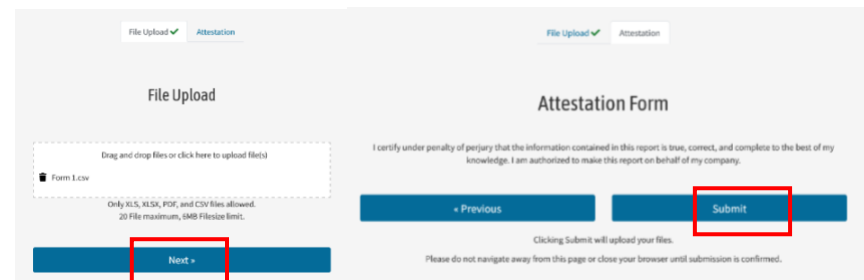 File Upload✔ Attestation
File Upload
Drag and drop files or click here to upload file(s)
Form 1.csv
Only XLS, XLSX, PDF, and CSV files allowed.
20 File maximum, 6MB Filesize limit.
Next »
File Upload✔ Attestation
Attestation Form
I certify under penalty of perjury that the information contained in this report is true, correct, and complete to the best of my
knowledge. I am authorized to make this report on behalf of my company.
« Previous Submit
Clicking Submit will upload your files.
Please do not navigate away from this page or close your browser until submission is confirmed.